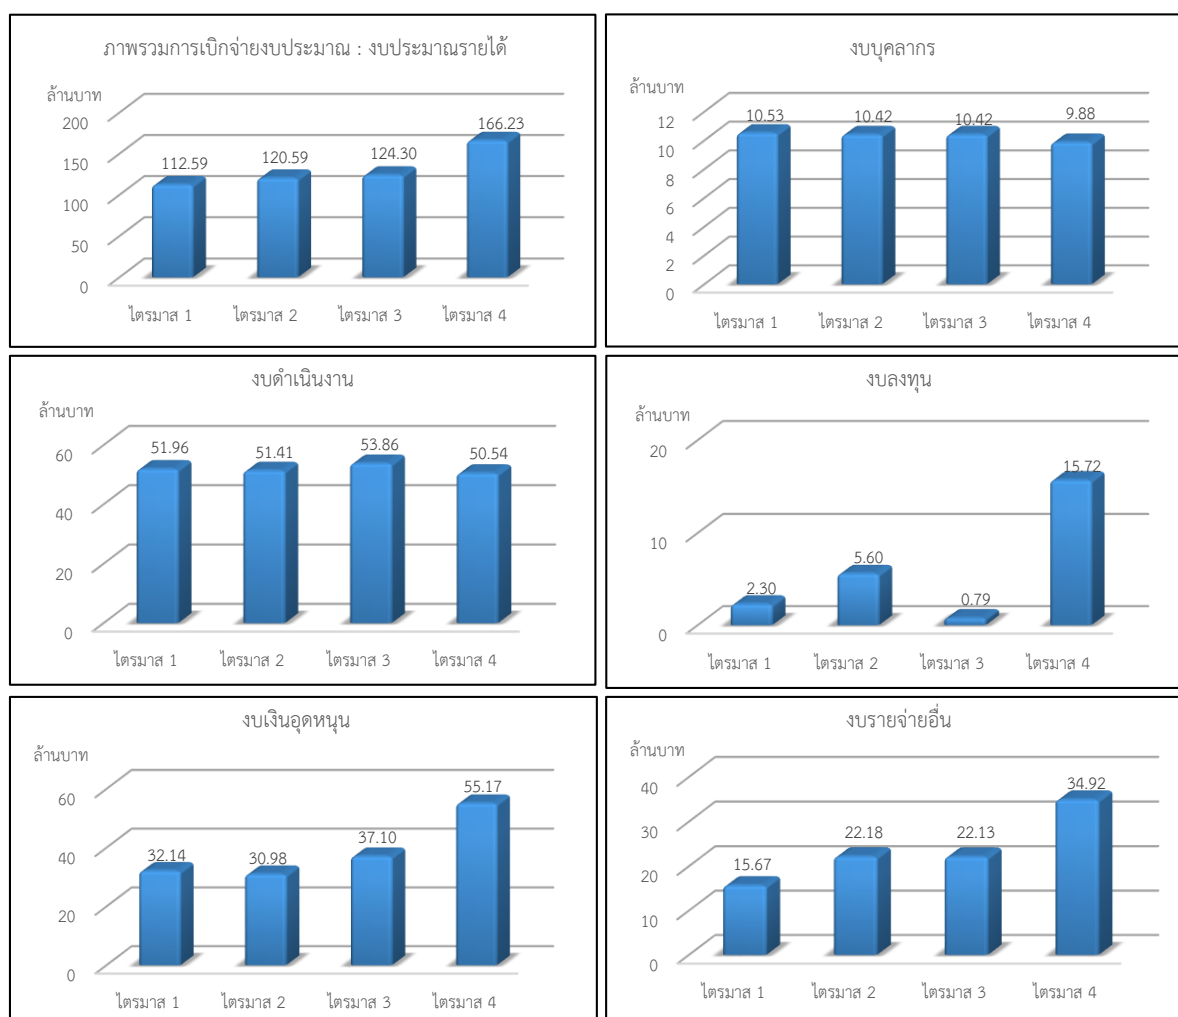 ภาพรวมการเบิกจ่ายงบประมาณ : งบประมาณรายได้
ล้านบาท
200
150
100
50
0
112.59
120.59
124.30
166.23
ไตรมาส 1
ไตรมาส 2
ไตรมาส 3
ไตรมาส 4
งบบุคลากร
ล้านบาท
12
10
8
6
4
2
0
10.53
10.42
10.42
9.88
ไตรมาส 1
ไตรมาส 2
ไตรมาส 3
ไตรมาส 4
งบดำเนินงาน
ล้านบาท
60
40
20
0
51.96
51.41
53.86
50.54
ไตรมาส 1
ไตรมาส 2
ไตรมาส 3
ไตรมาส 4
งบลงทุน
ล้านบาท
20
10
0
2.30
5.60
0.79
15.72
ไตรมาส 1
ไตรมาส 2
ไตรมาส 3
ไตรมาส 4
งบเงินอุดหนุน
ล้านบาท
60
40
20
0
32.14
30.98
37.10
55.17
ไตรมาส 1
ไตรมาส 2
ไตรมาส 3
ไตรมาส 4
งบรายจ่ายอื่น
ล้านบาท
40
30
20
10
0
15.67
22.18
22.13
34.92
ไตรมาส 1
ไตรมาส 2
ไตรมาส 3
ไตรมาส 4